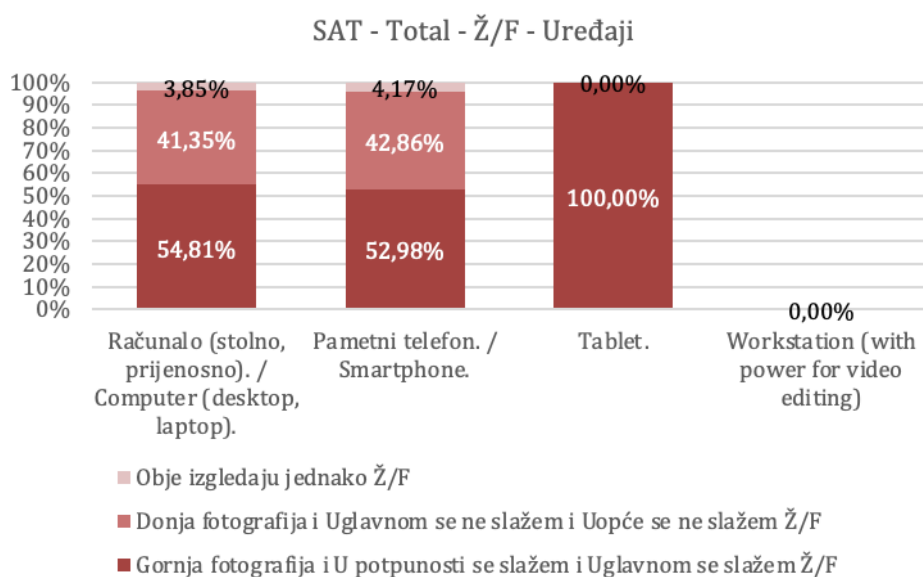 SAT - Total - Ž/F - Uređaji
100%
90%
80%
70%
60%
50%
40%
30%
20%
10%
0%
3,85%
41,35%
54,81%
4,17%
42,86%
52,98%
0,00%
100,00%
0,00%
Računalo (stolno,
prijenosno). /
Computer (desktop,
laptop).
Pametni telefon. /
Smartphone.
Tablet.
Workstation (with
power for video
editing)
Obje izgledaju jednako Ž/F
Donja fotografija i Uglavnom se ne slažem i Uopće se ne slažem Ž/F
Gornja fotografija i U potpunosti se slažem i Uglavnom se slažem Ž/F